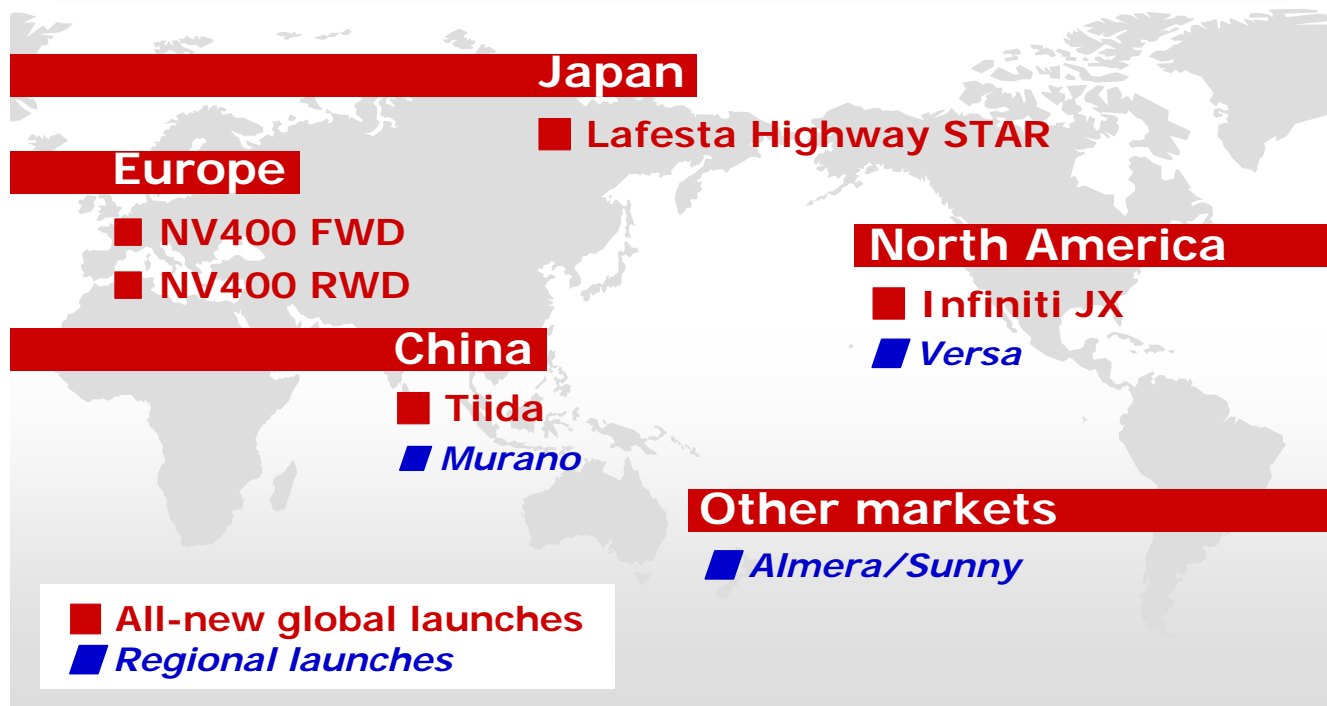 Japan
Lafesta Highway STAR
Europe
NV400 FWD
NV400 RWD
North America
Infiniti JX
Versa
China
Tiida
Murano
Other markets
Almera/Sunny
All-new global launches
Regional launches